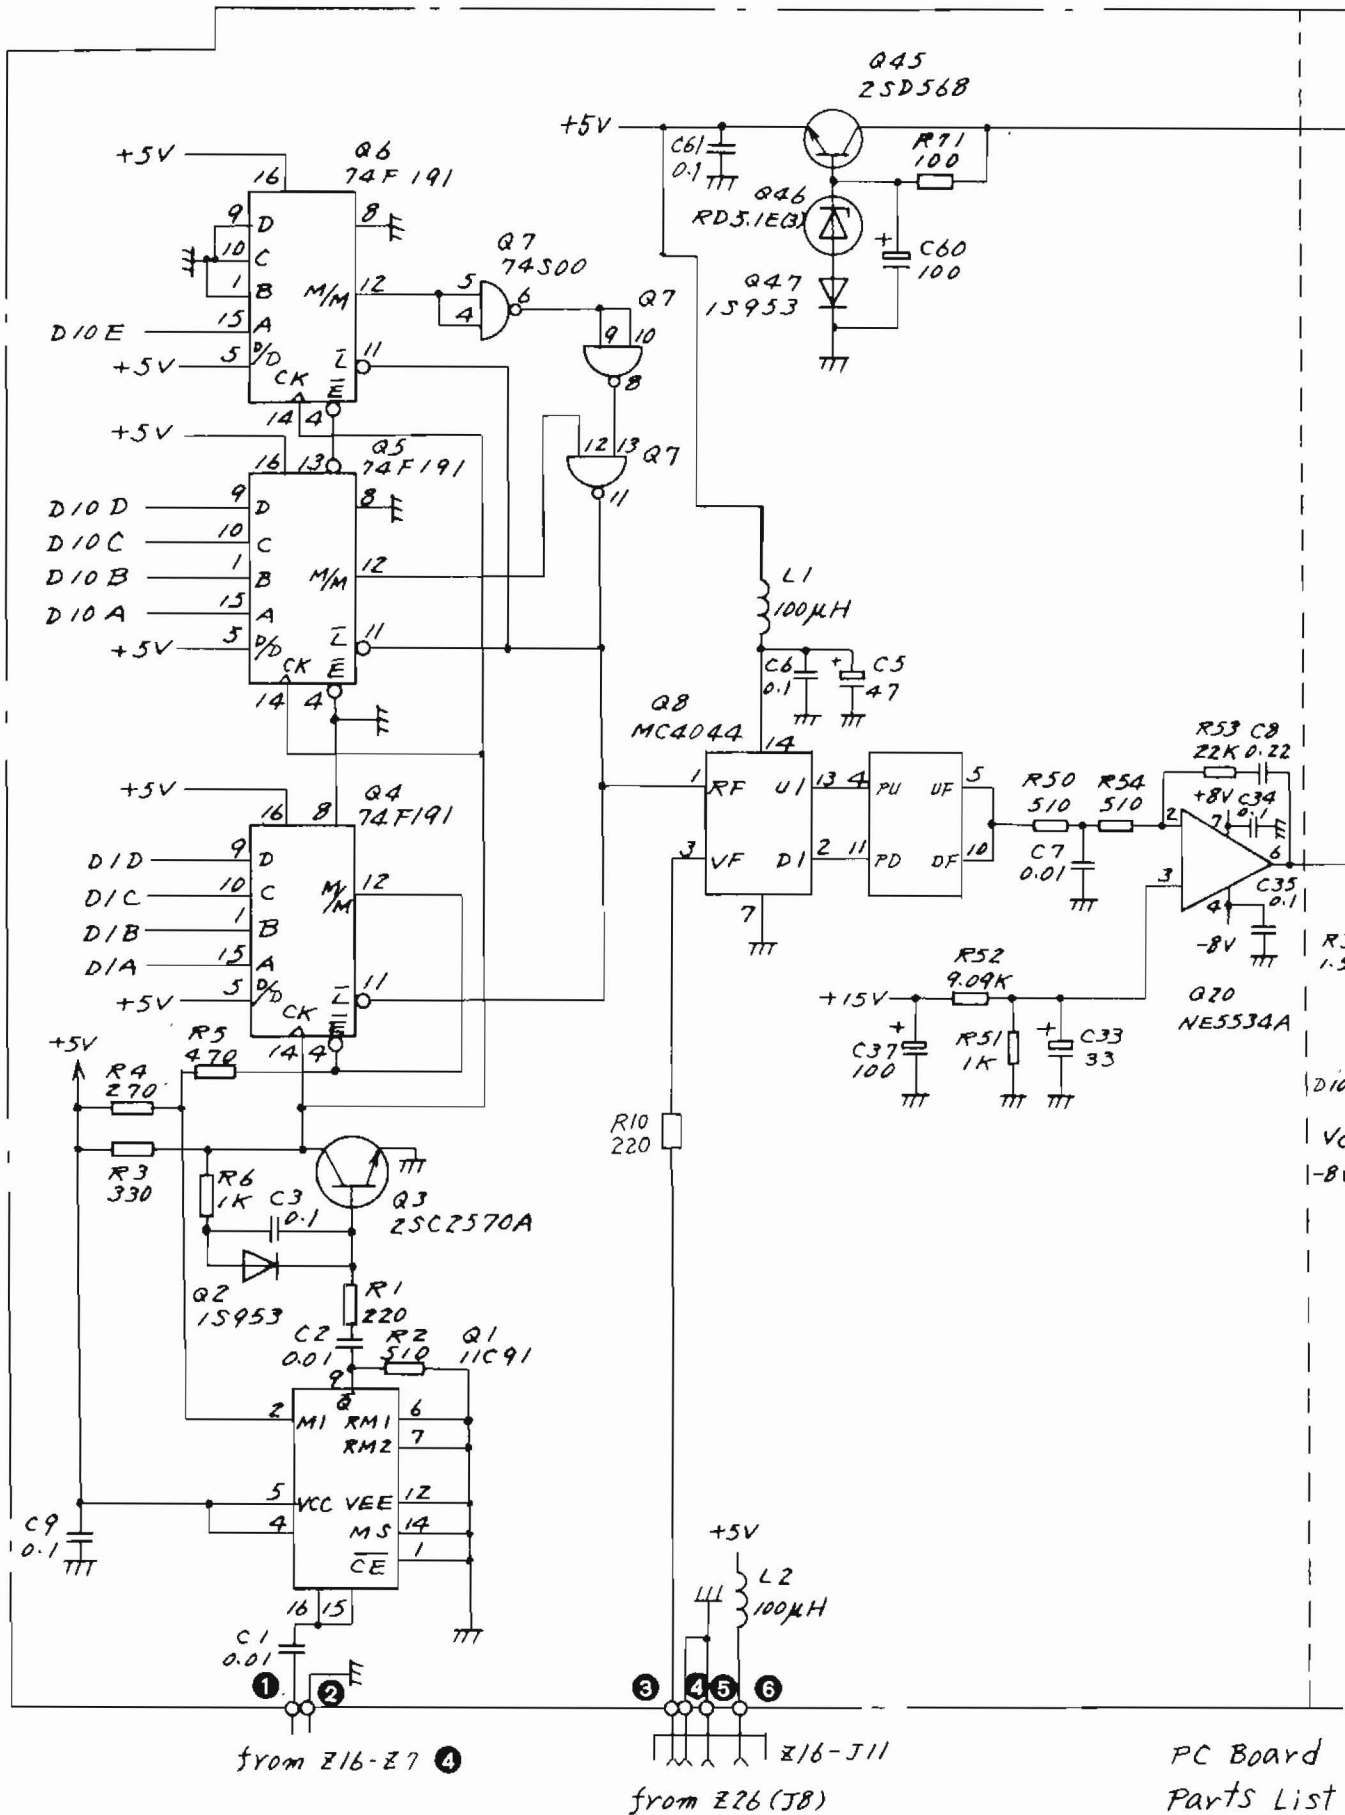 Q45
2SD568
+5V
C61
0.1
R71
100
Q46
RD5.1E(3)
C60
100
+
Q47
1S953
+5V
Q6
74F191
16
9 D
10 C
1 B
D10E 15 A
+5V 5 D/D
8
M/M 12
L 11
CK
E
14 4
Q7
74S00
5
4
6
Q7
9 10
8
12 13
Q7
11
+5V
Q5
74F191
16 13
D10D 9 D
D10C 10 C
D10B 1 B
D10A 15 A
+5V 5 D/D
8
M/M 12
L 11
CK
E
14 4
L1
100μH
C6
0.1
+ C5
47
Q8
MC4044
14
1 RF U1 13
3 VF D1 2
7
4 PU UF 5
11 PD DF 10
R50
510
R54
510
C7
0.01
R53
22K
C8
0.22
+8V
C34
0.1
2
7
6
3
4
C35
0.1
-8V
Q20
NE5534A
+15V
R52
9.09K
+
C37
100
R51
1K
+
C33
33
+5V
Q4
74F191
16 8
D1D 9 D
D1C 10 C
D1B 1 B
D1A 15 A
+5V 5 D/D
M/M 12
L 11
CK
E
14 4
+5V
R4
270
R5
470
R3
330
R6
1K
C3
0.1
Q3
2SC2570A
Q2
1S953
R1
220
C2
0.01
R2
510
Q1
11C91
9
Q
2 M1 RM1 6
RM2 7
5 VCC VEE 12
4 MS 14
CE 1
16 15
C9
0.1
C1
0.01
R10
220
+5V
L2
100μH
1 2
3 4 5 6
from Z16-Z7 4
Z16-J11
from Z26(J8)
D10
-8V
PC Board
Parts List